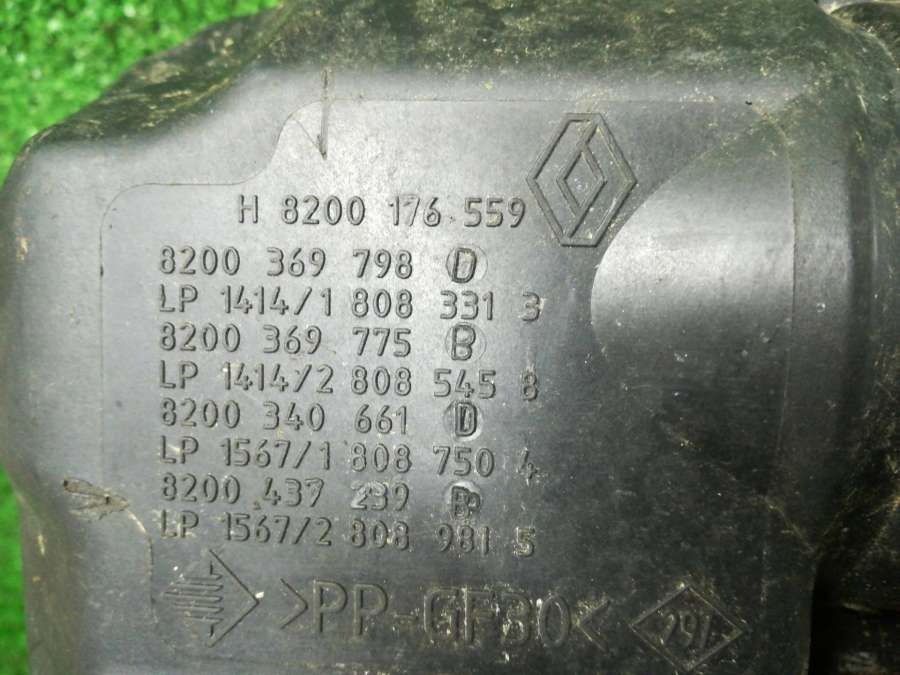 H 8200 176 559
8200 369 798 D
LP 1414/1 808 331 3
8200 369 775 B
LP 1414/2 808 545 8
8200 340 661 D
LP 1567/1 808 750 4
8200 437 239 B
LP 1567/2 808 981 5
>PP-GF30<